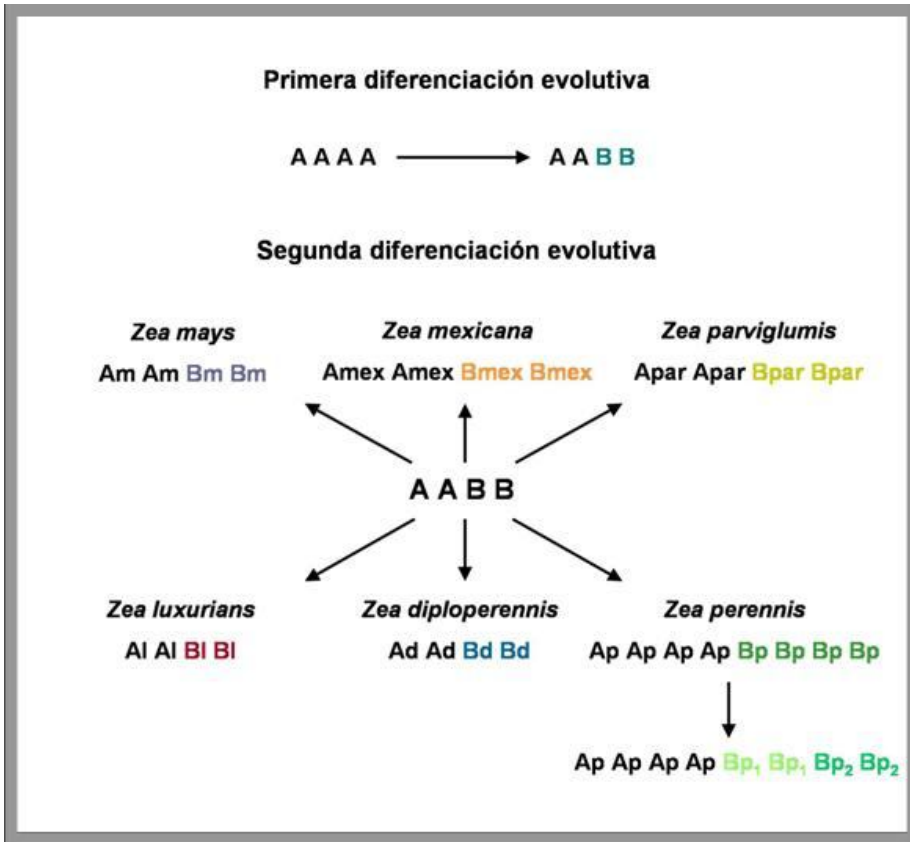 Primera diferenciación evolutiva
A A A A A A B B
Segunda diferenciación evolutiva
Zea mays Zea mexicana Zea parviglumis
Am Am Bm Bm Amex Amex Bmex Bmex Apar Apar Bpar Bpar
A A B B
Zea luxurians Zea diploperennis Zea perennis
Al Al Bl Bl Ad Ad Bd Bd Ap Ap Ap Ap Bp Bp Bp Bp
Ap Ap Ap Ap Bp₁ Bp₁ Bp₂ Bp₂